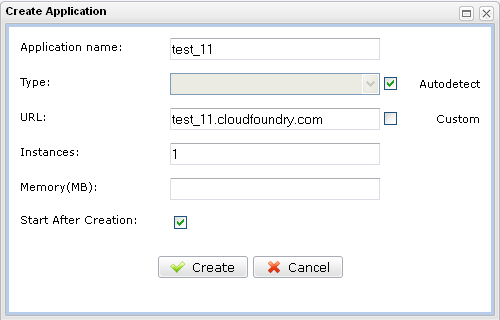 Create Application
Application name: test_11
Type: Autodetect
URL: test_11.cloudfoundry.com Custom
Instances: 1
Memory(MB):
Start After Creation:
Create Cancel